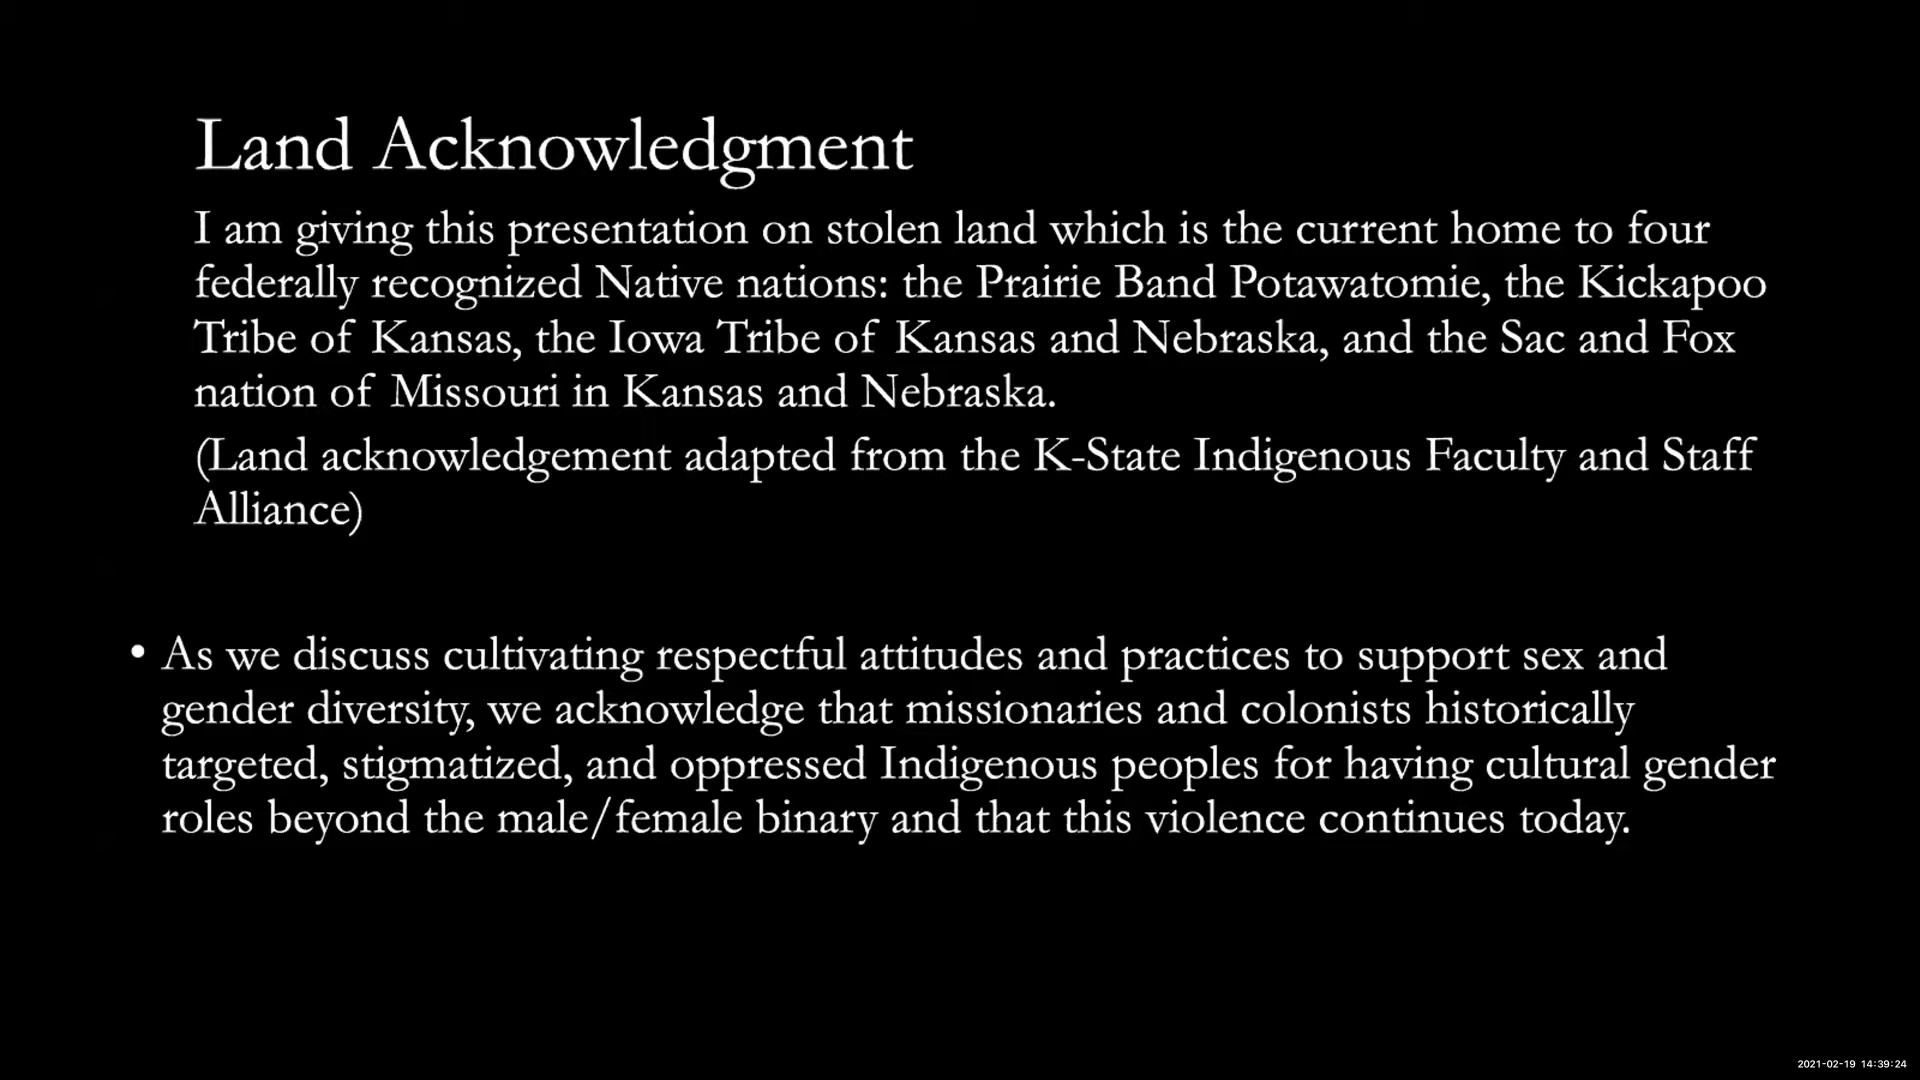 Land Acknowledgment
I am giving this presentation on stolen land which is the current home to four
federally recognized Native nations: the Prairie Band Potawatomie, the Kickapoo
Tribe of Kansas, the Iowa Tribe of Kansas and Nebraska, and the Sac and Fox
nation of Missouri in Kansas and Nebraska.
(Land acknowledgement adapted from the K-State Indigenous Faculty and Staff
Alliance)
• As we discuss cultivating respectful attitudes and practices to support sex and
gender diversity, we acknowledge that missionaries and colonists historically
targeted, stigmatized, and oppressed Indigenous peoples for having cultural gender
roles beyond the male/female binary and that this violence continues today.
2021-02-19 14:39:24